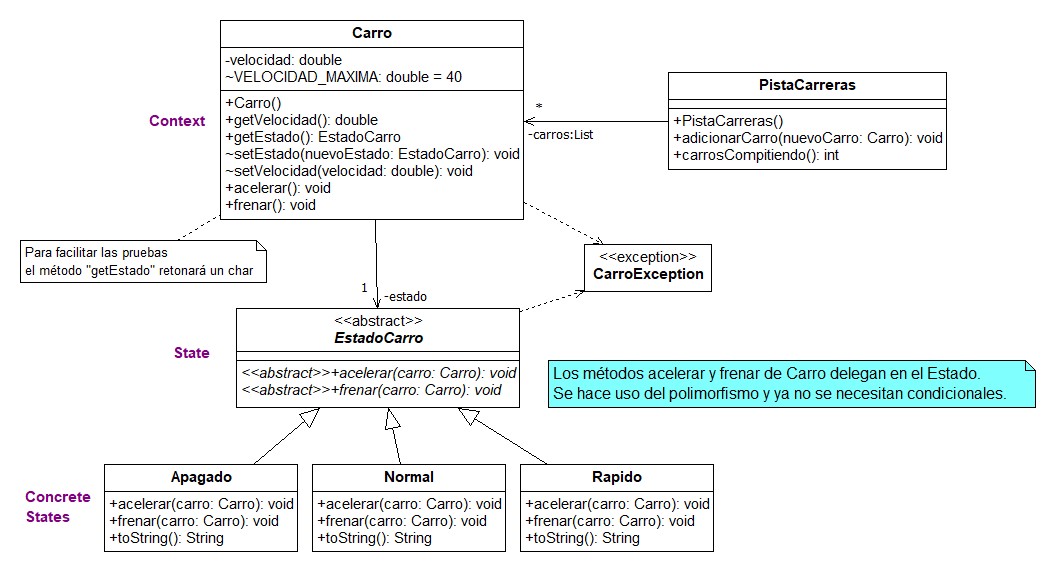 Carro
-velocidad: double
~VELOCIDAD_MAXIMA: double = 40
+Carro()
+getVelocidad(): double
+getEstado(): EstadoCarro
~setEstado(nuevoEstado: EstadoCarro): void
~setVelocidad(velocidad: double): void
+acelerar(): void
+frenar(): void
Context
PistaCarreras
+PistaCarreras()
+adicionarCarro(nuevoCarro: Carro): void
+carrosCompitiendo(): int
*
-carros:List
Para facilitar las pruebas
el método "getEstado" retonará un char
<<exception>>
CarroException
1
-estado
State
<<abstract>>
EstadoCarro
<<abstract>>+acelerar(carro: Carro): void
<<abstract>>+frenar(carro: Carro): void
Los métodos acelerar y frenar de Carro delegan en el Estado.
Se hace uso del polimorfismo y ya no se necesitan condicionales.
Concrete
States
Apagado
+acelerar(carro: Carro): void
+frenar(carro: Carro): void
+toString(): String
Normal
+acelerar(carro: Carro): void
+frenar(carro: Carro): void
+toString(): String
Rapido
+acelerar(carro: Carro): void
+frenar(carro: Carro): void
+toString(): String